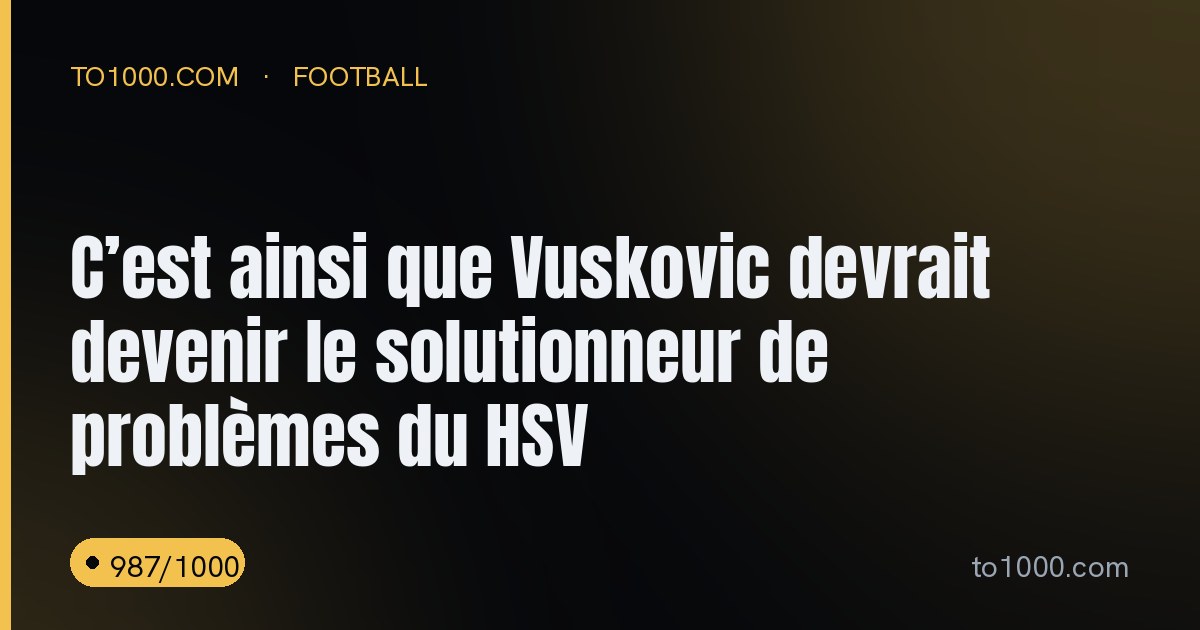 TO1000.COM · FOOTBALL
C’est ainsi que Vuskovic devrait
devenir le solutionneur de
problèmes du HSV
987/1000
to1000.com